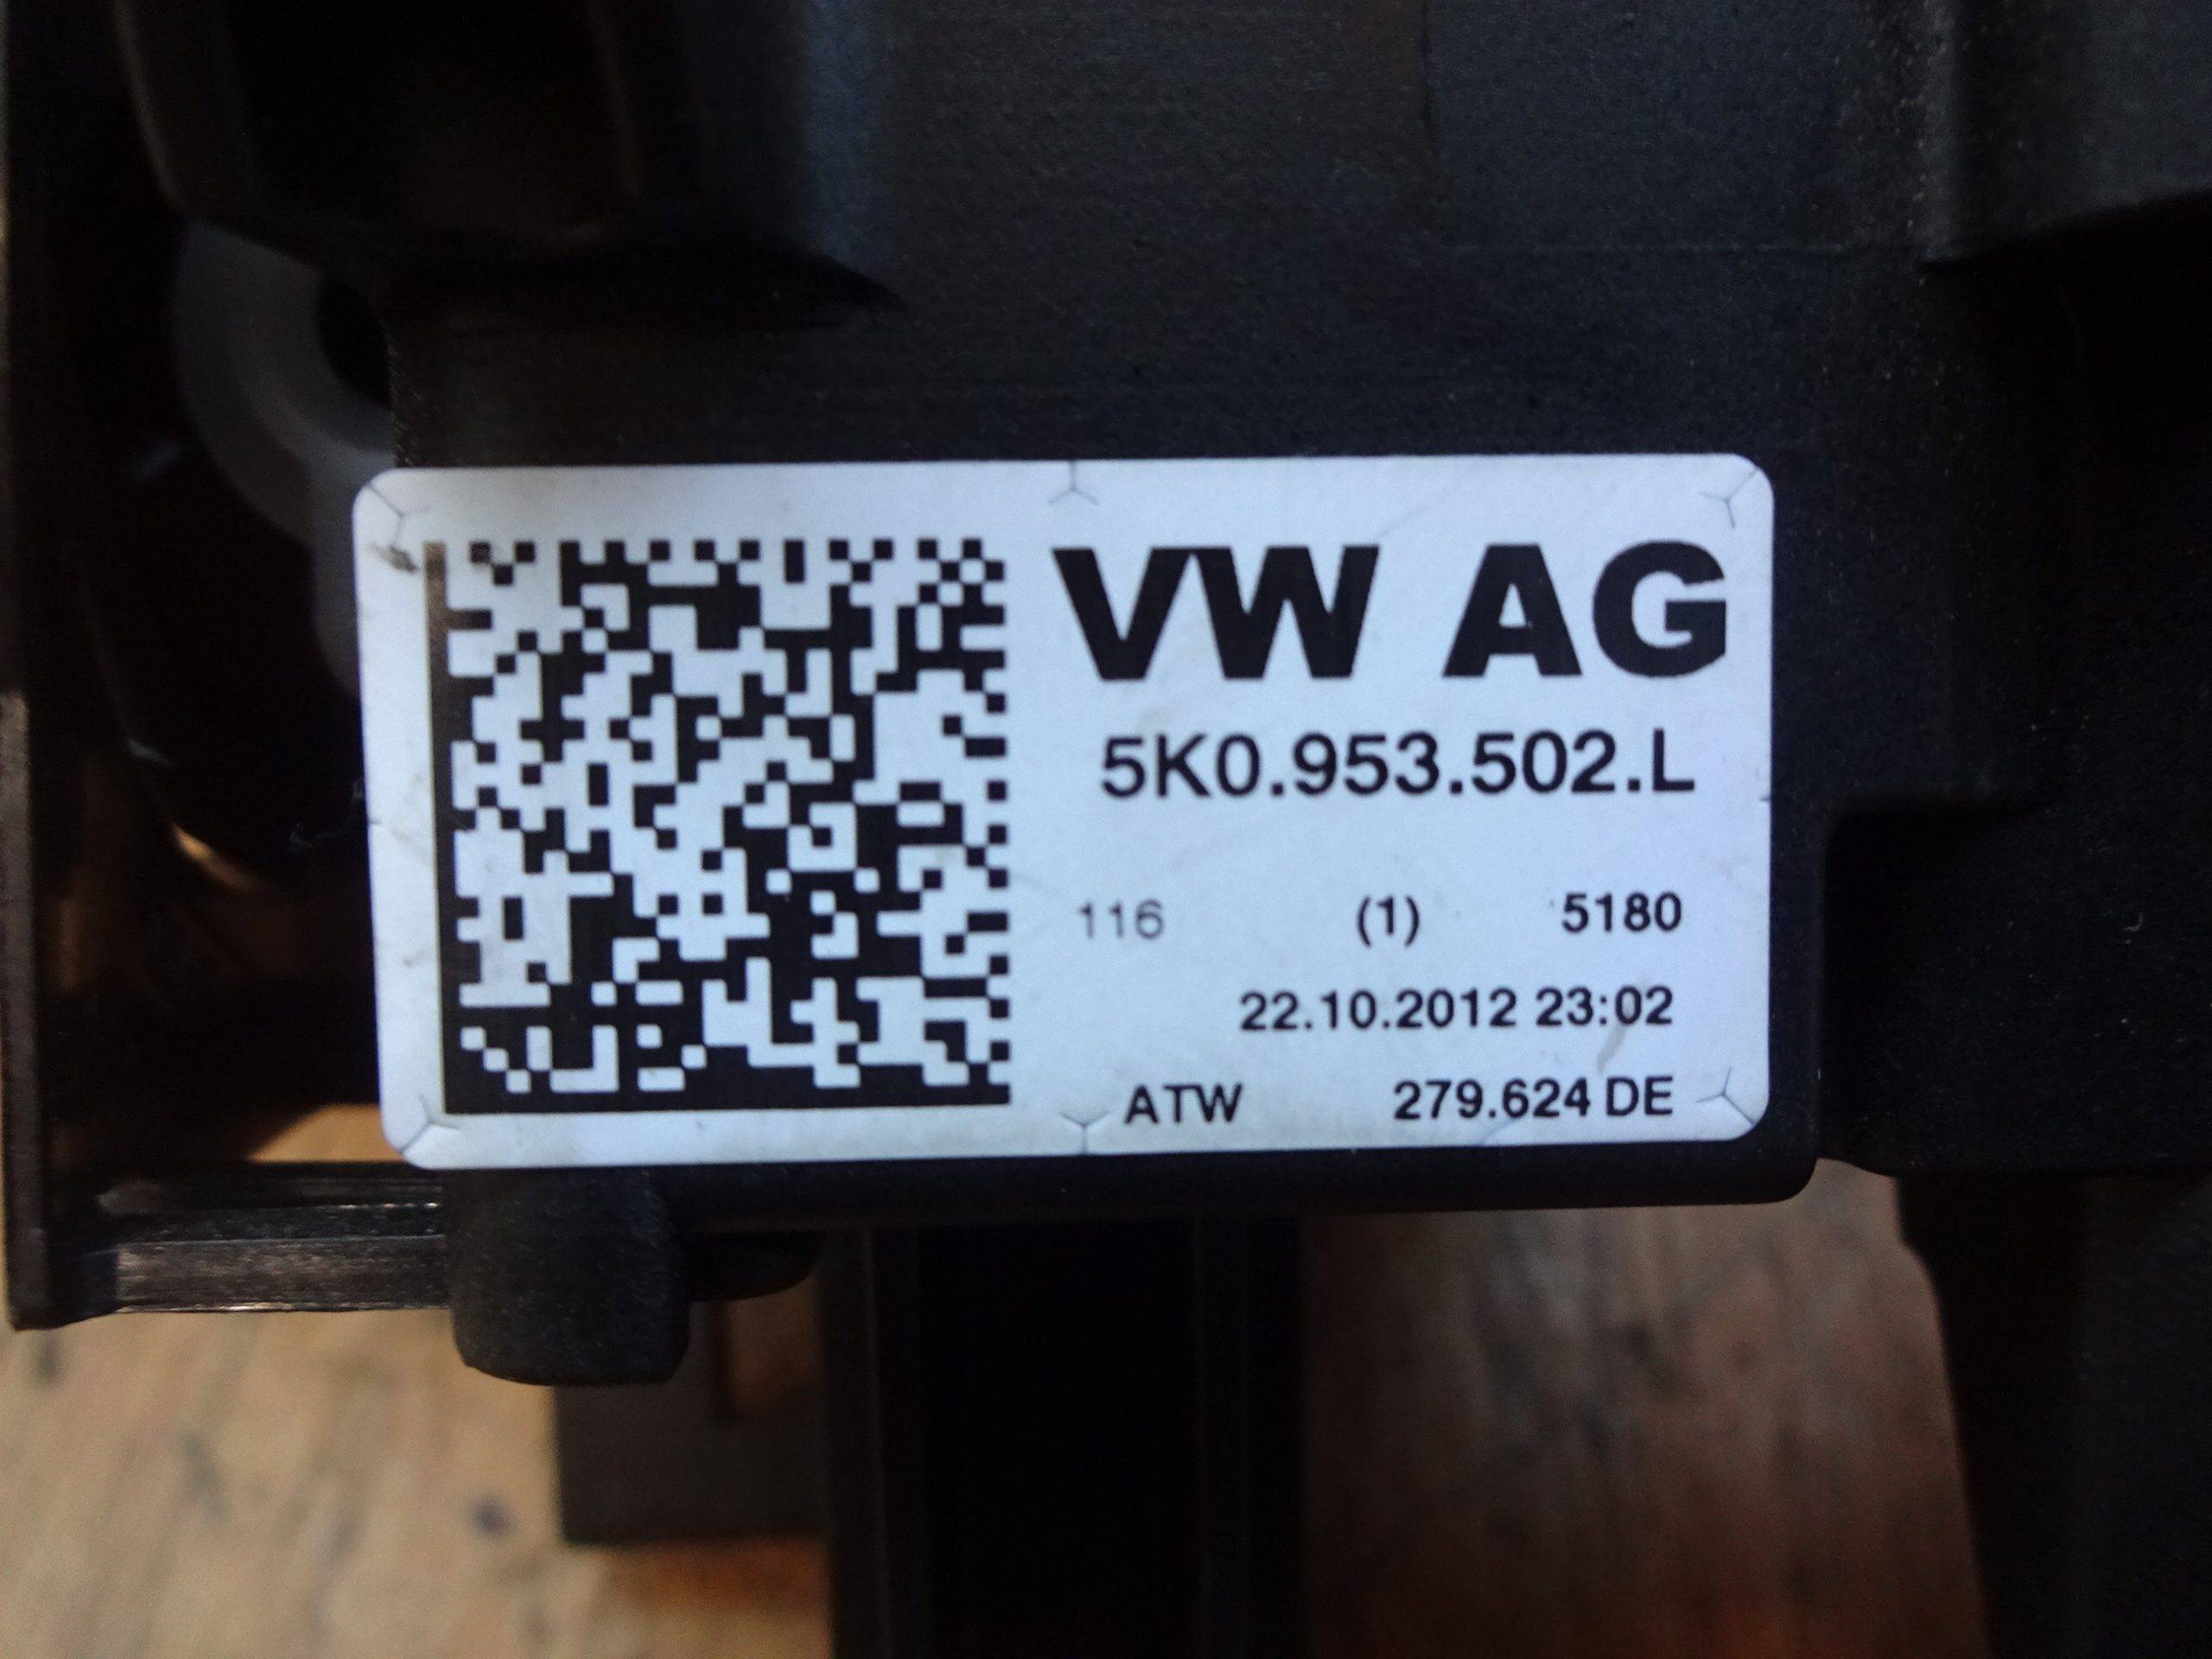 VW AG
5K0.953.502.L
116 (1) 5180
22.10.2012 23:02
ATW 279.624 DE